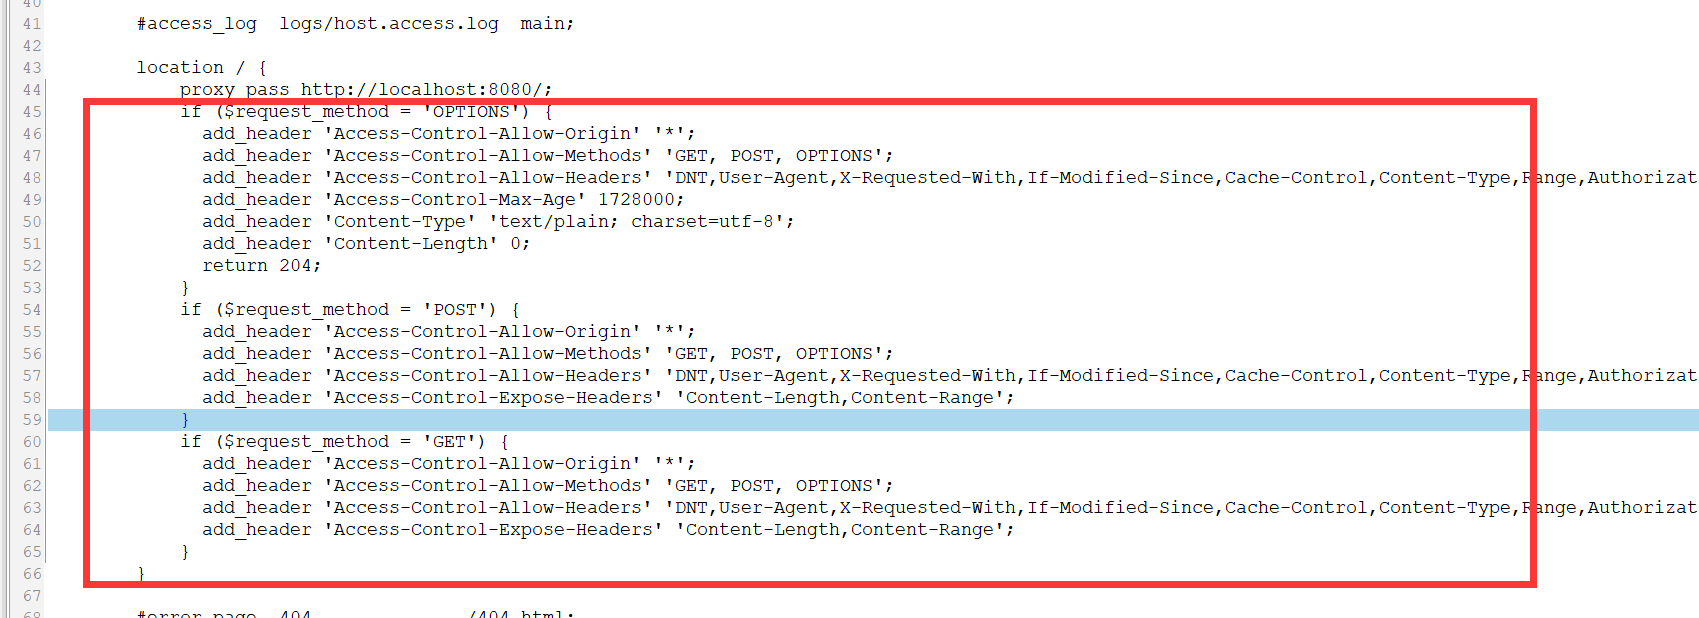 40
41 #access_log  logs/host.access.log  main;
42
43 location / {
44 proxy_pass http://localhost:8080/;
45 if ($request_method = 'OPTIONS') {
46 add_header 'Access-Control-Allow-Origin' '*';
47 add_header 'Access-Control-Allow-Methods' 'GET, POST, OPTIONS';
48 add_header 'Access-Control-Allow-Headers' 'DNT,User-Agent,X-Requested-With,If-Modified-Since,Cache-Control,Content-Type,Range,Authorizat
49 add_header 'Access-Control-Max-Age' 1728000;
50 add_header 'Content-Type' 'text/plain; charset=utf-8';
51 add_header 'Content-Length' 0;
52 return 204;
53 }
54 if ($request_method = 'POST') {
55 add_header 'Access-Control-Allow-Origin' '*';
56 add_header 'Access-Control-Allow-Methods' 'GET, POST, OPTIONS';
57 add_header 'Access-Control-Allow-Headers' 'DNT,User-Agent,X-Requested-With,If-Modified-Since,Cache-Control,Content-Type,Range,Authorizat
58 add_header 'Access-Control-Expose-Headers' 'Content-Length,Content-Range';
59 }
60 if ($request_method = 'GET') {
61 add_header 'Access-Control-Allow-Origin' '*';
62 add_header 'Access-Control-Allow-Methods' 'GET, POST, OPTIONS';
63 add_header 'Access-Control-Allow-Headers' 'DNT,User-Agent,X-Requested-With,If-Modified-Since,Cache-Control,Content-Type,Range,Authorizat
64 add_header 'Access-Control-Expose-Headers' 'Content-Length,Content-Range';
65 }
66 }
67
68 #error_page  404              /404.html;